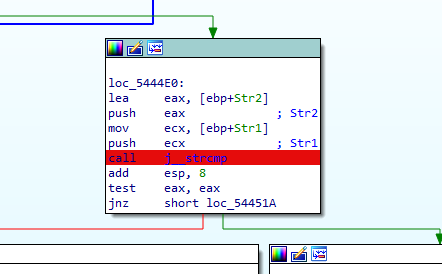 loc_5444E0:
lea eax, [ebp+Str2]
push eax ; Str2
mov ecx, [ebp+Str1]
push ecx ; Str1
call j__strcmp
add esp, 8
test eax, eax
jnz short loc_54451A